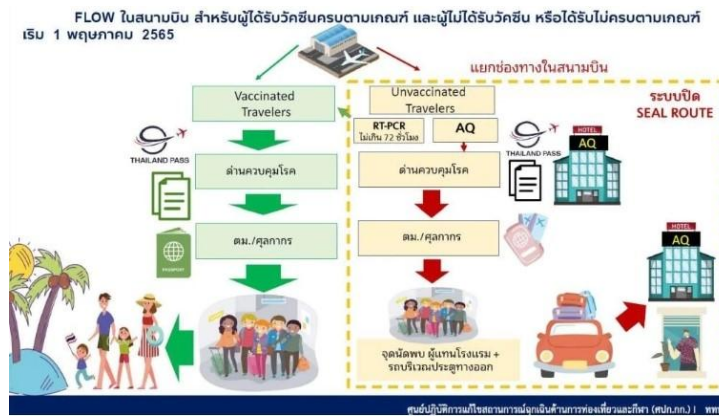 FLOW ในสนามบิน สำหรับผู้ได้รับวัคซีนครบตามเกณฑ์ และผู้ไม่ได้รับวัคซีน หรือได้รับไม่ครบตามเกณฑ์
เริ่ม 1 พฤษภาคม 2565
แยกช่องทางในสนามบิน
Vaccinated
Travelers
Unvaccinated
Travelers
ระบบปิด
SEAL ROUTE
RT-PCR
ไม่เกิน 72 ชั่วโมง
AQ
THAILAND PASS
THAILAND PASS
HOTEL
AQ
ด่านควบคุมโรค
ด่านควบคุมโรค
ตม./ศุลกากร
ตม./ศุลกากร
PASSPORT
HOTEL
AQ
จุดนัดพบ ผู้แทนโรงแรม +
รถบริเวณประตูทางออก
ศูนย์ปฏิบัติการแก้ไขสถานการณ์ฉุกเฉินด้านการท่องเที่ยวและกีฬา (ศปก.กก.) |